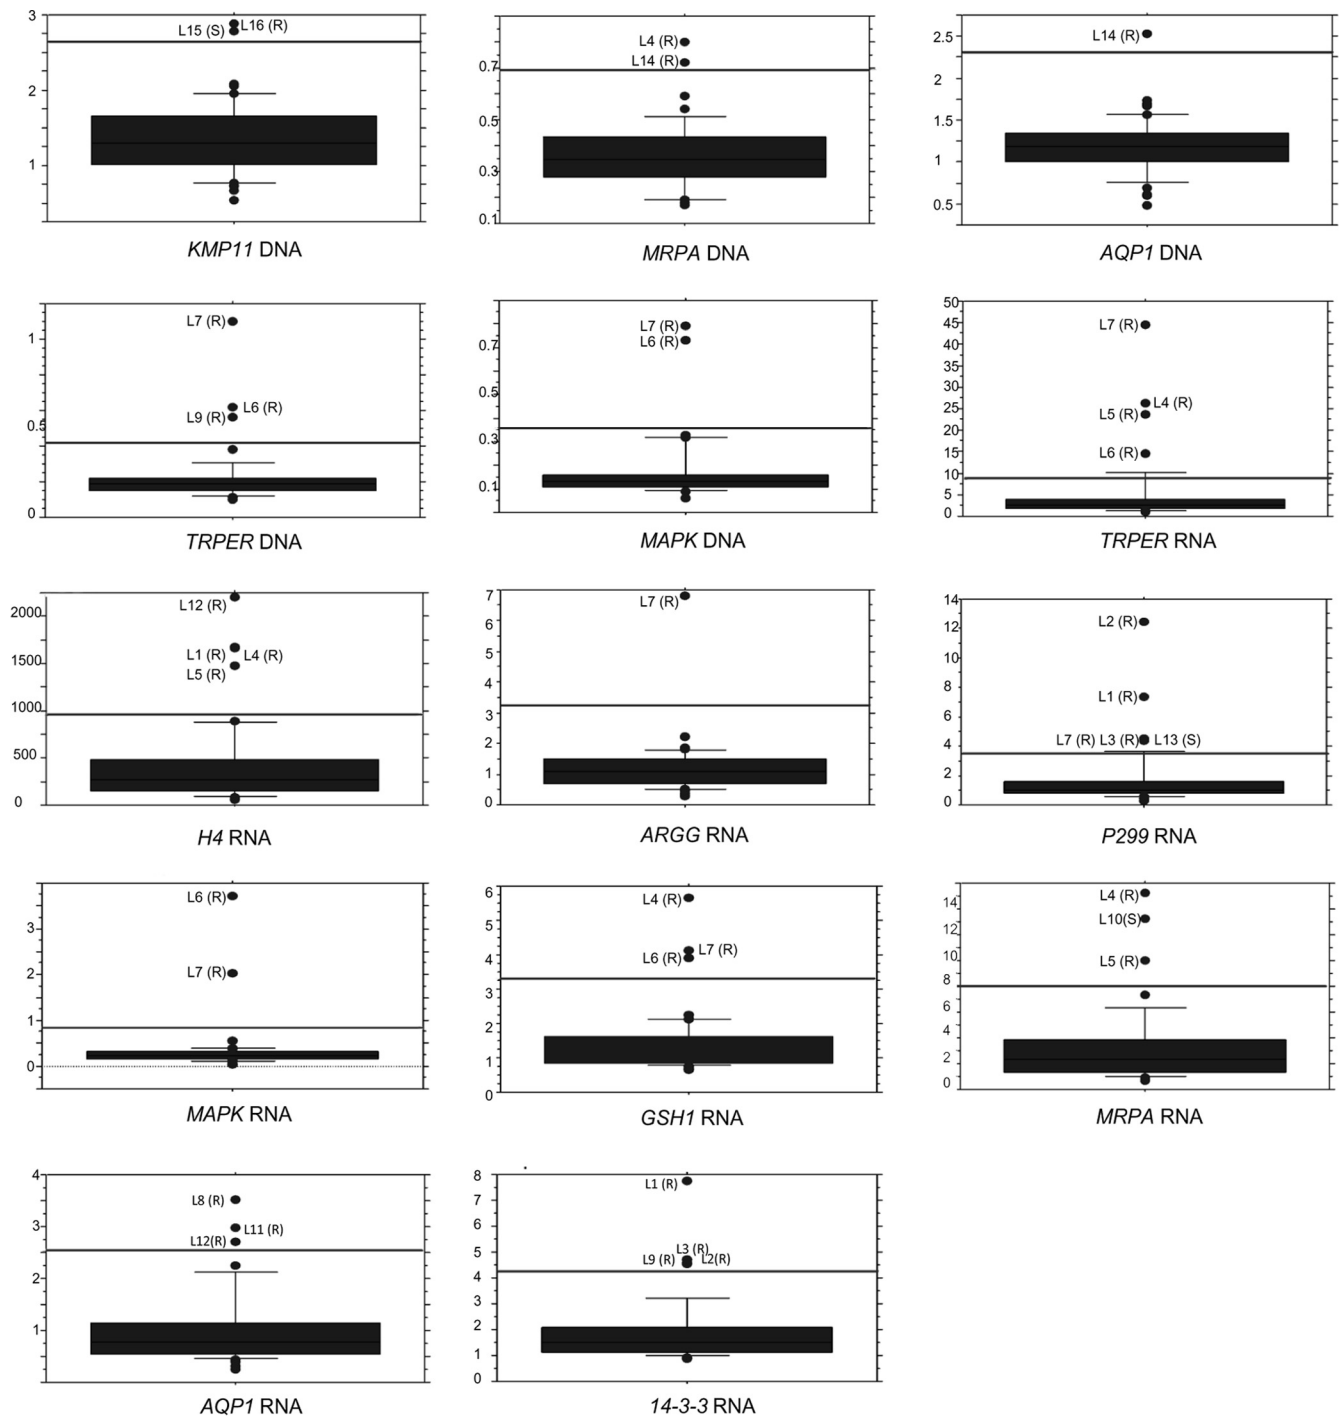 3
2
1
L15 (S)
L16 (R)
KMP11 DNA
0.7
0.5
0.3
0.1
L4 (R)
L14 (R)
MRPA DNA
2.5
2
1.5
1
0.5
L14 (R)
AQP1 DNA
1
0.5
0
L7 (R)
L6 (R)
L9 (R)
TRPER DNA
0.7
0.5
0.3
0.1
L7 (R)
L6 (R)
MAPK DNA
50
45
40
35
30
25
20
15
10
5
0
L7 (R)
L4 (R)
L5 (R)
L6 (R)
TRPER RNA
2000
1500
1000
500
0
L12 (R)
L1 (R)
L4 (R)
L5 (R)
H4 RNA
7
6
5
4
3
2
1
0
L7 (R)
ARGG RNA
14
12
10
8
6
4
2
0
L2 (R)
L1 (R)
L7 (R) L3 (R) L13 (S)
P299 RNA
3
2
1
0
L6 (R)
L7 (R)
MAPK RNA
6
5
4
3
2
1
0
L4 (R)
L7 (R)
L6 (R)
GSH1 RNA
14
12
10
8
6
4
2
0
L4 (R)
L10(S)
L5 (R)
MRPA RNA
4
3
2
1
L8 (R)
L11 (R)
L12(R)
AQP1 RNA
8
7
6
5
4
3
2
1
0
L1 (R)
L3 (R)
L9 (R) L2(R)
14-3-3 RNA